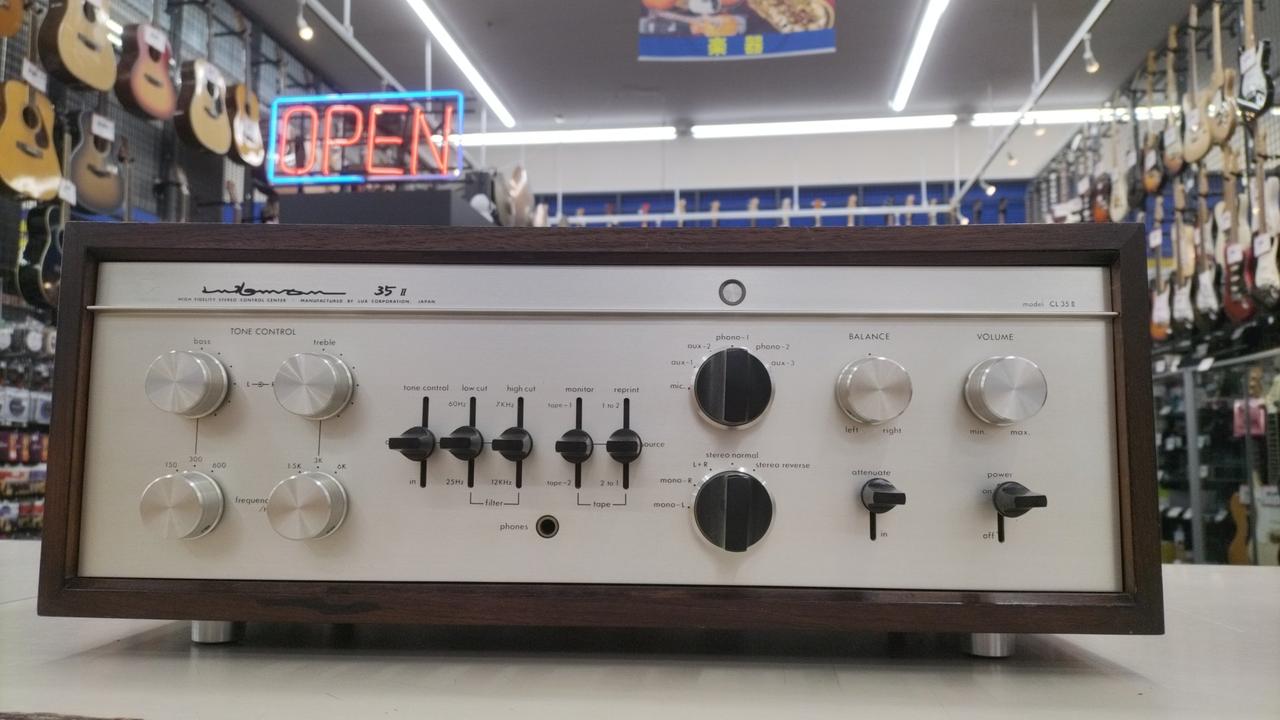 楽器
OPEN
Luxman 35 II
HIGH FIDELITY STEREO CONTROL CENTER · MANUFACTURED BY LUX CORPORATION, JAPAN
model CL35 II
TONE CONTROL
bass
treble
L
150
300
600
1.5K
3K
6K
frequency
tone control
low cut
high cut
monitor
reprint
60Hz
7KHz
tape-1
1 to 2
source
in
25Hz
12KHz
tape-2
2 to 1
filter
tape
phones
phono-1
aux-2
phono-2
aux-1
aux-3
mic.
stereo normal
L+R
stereo reverse
mono-R
mono-L
BALANCE
left
right
attenuate
in
VOLUME
min.
max.
power
on
off